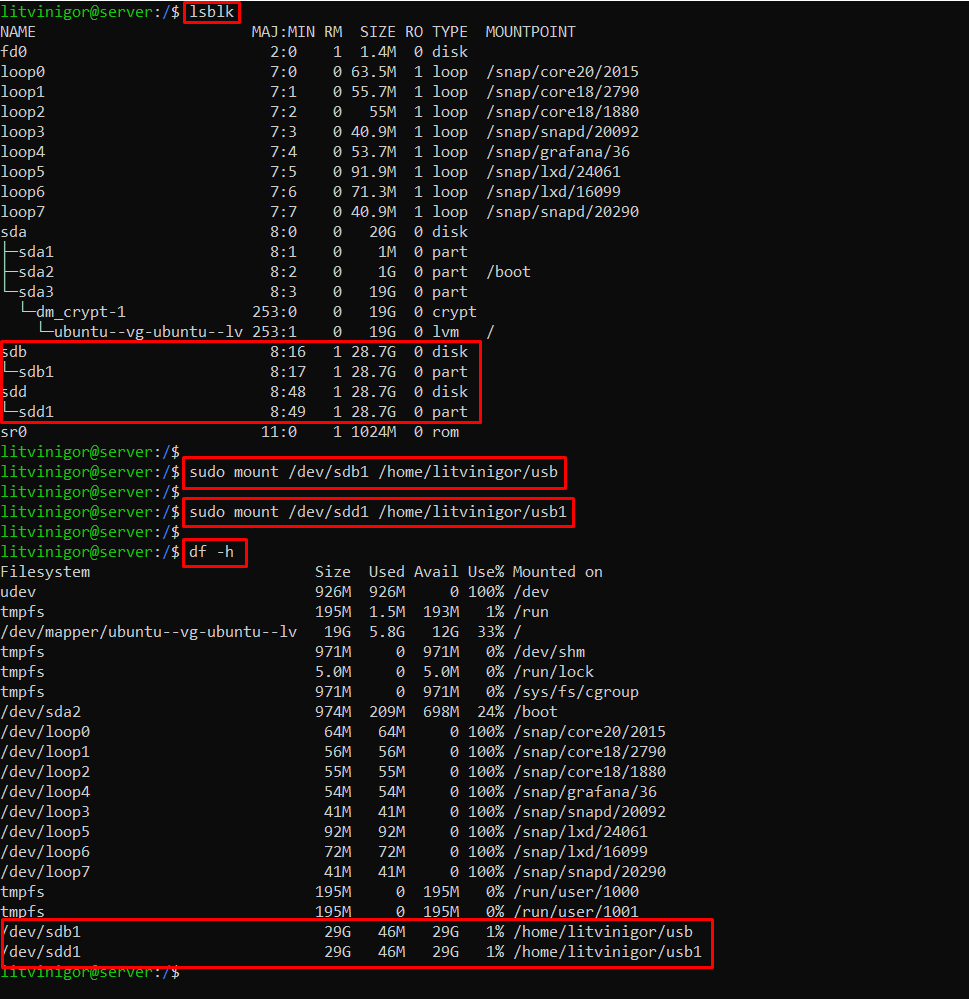 litvinigor@server:/$ lsblk
NAME                        MAJ:MIN RM  SIZE RO TYPE  MOUNTPOINT
fd0                           2:0    1  1.4M  0 disk
loop0                         7:0    0 63.5M  1 loop  /snap/core20/2015
loop1                         7:1    0 55.7M  1 loop  /snap/core18/2790
loop2                         7:2    0   55M  1 loop  /snap/core18/1880
loop3                         7:3    0 40.9M  1 loop  /snap/snapd/20092
loop4                         7:4    0 53.7M  1 loop  /snap/grafana/36
loop5                         7:5    0 91.9M  1 loop  /snap/lxd/24061
loop6                         7:6    0 71.3M  1 loop  /snap/lxd/16099
loop7                         7:7    0 40.9M  1 loop  /snap/snapd/20290
sda                           8:0    0   20G  0 disk
├─sda1                        8:1    0    1M  0 part
├─sda2                        8:2    0    1G  0 part  /boot
└─sda3                        8:3    0   19G  0 part
  └─dm_crypt-1              253:0    0   19G  0 crypt
    └─ubuntu--vg-ubuntu--lv 253:1    0   19G  0 lvm   /
sdb                           8:16   1 28.7G  0 disk
└─sdb1                        8:17   1 28.7G  0 part
sdd                           8:48   1 28.7G  0 disk
└─sdd1                        8:49   1 28.7G  0 part
sr0                          11:0    1 1024M  0 rom
litvinigor@server:/$
litvinigor@server:/$ sudo mount /dev/sdb1 /home/litvinigor/usb
litvinigor@server:/$
litvinigor@server:/$ sudo mount /dev/sdd1 /home/litvinigor/usb1
litvinigor@server:/$
litvinigor@server:/$ df -h
Filesystem                         Size  Used Avail Use% Mounted on
udev                               926M  926M     0 100% /dev
tmpfs                              195M  1.5M  193M   1% /run
/dev/mapper/ubuntu--vg-ubuntu--lv   19G  5.8G   12G  33% /
tmpfs                              971M     0  971M   0% /dev/shm
tmpfs                              5.0M     0  5.0M   0% /run/lock
tmpfs                              971M     0  971M   0% /sys/fs/cgroup
/dev/sda2                          974M  209M  698M  24% /boot
/dev/loop0                          64M   64M     0 100% /snap/core20/2015
/dev/loop1                          56M   56M     0 100% /snap/core18/2790
/dev/loop2                          55M   55M     0 100% /snap/core18/1880
/dev/loop4                          54M   54M     0 100% /snap/grafana/36
/dev/loop3                          41M   41M     0 100% /snap/snapd/20092
/dev/loop5                          92M   92M     0 100% /snap/lxd/24061
/dev/loop6                          72M   72M     0 100% /snap/lxd/16099
/dev/loop7                          41M   41M     0 100% /snap/snapd/20290
tmpfs                              195M     0  195M   0% /run/user/1000
tmpfs                              195M     0  195M   0% /run/user/1001
/dev/sdb1                           29G   46M   29G   1% /home/litvinigor/usb
/dev/sdd1                           29G   46M   29G   1% /home/litvinigor/usb1
litvinigor@server:/$